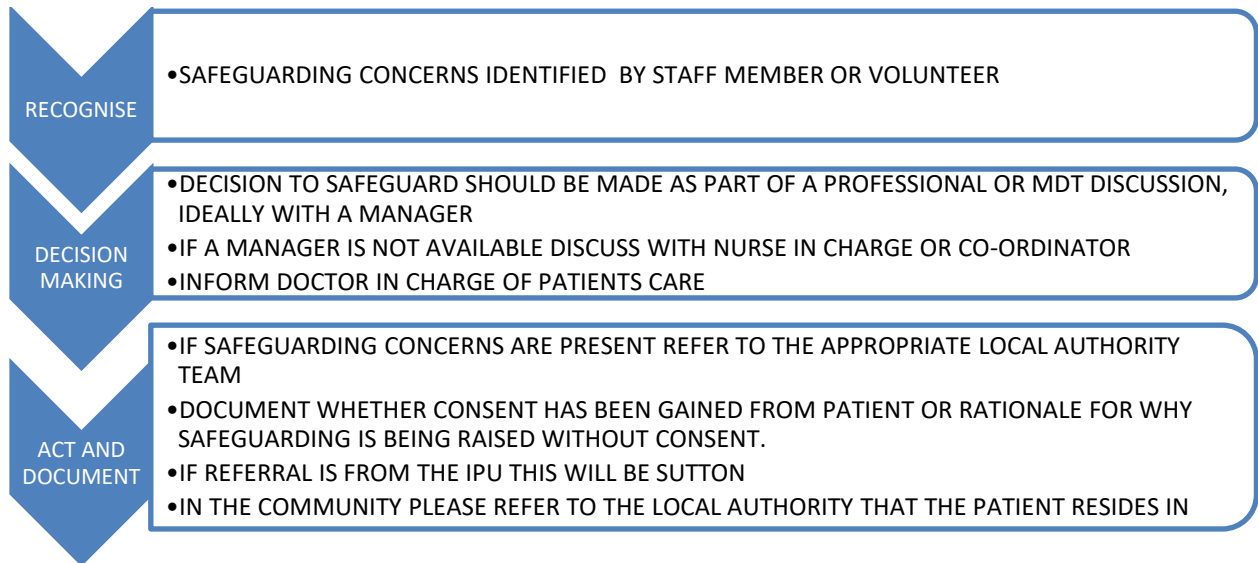 RECOGNISE
•SAFEGUARDING CONCERNS IDENTIFIED BY STAFF MEMBER OR VOLUNTEER
DECISION
MAKING
•DECISION TO SAFEGUARD SHOULD BE MADE AS PART OF A PROFESSIONAL OR MDT DISCUSSION,
IDEALLY WITH A MANAGER
•IF A MANAGER IS NOT AVAILABLE DISCUSS WITH NURSE IN CHARGE OR CO-ORDINATOR
•INFORM DOCTOR IN CHARGE OF PATIENTS CARE
ACT AND
DOCUMENT
•IF SAFEGUARDING CONCERNS ARE PRESENT REFER TO THE APPROPRIATE LOCAL AUTHORITY
TEAM
•DOCUMENT WHETHER CONSENT HAS BEEN GAINED FROM PATIENT OR RATIONALE FOR WHY
SAFEGUARDING IS BEING RAISED WITHOUT CONSENT.
•IF REFERRAL IS FROM THE IPU THIS WILL BE SUTTON
•IN THE COMMUNITY PLEASE REFER TO THE LOCAL AUTHORITY THAT THE PATIENT RESIDES IN